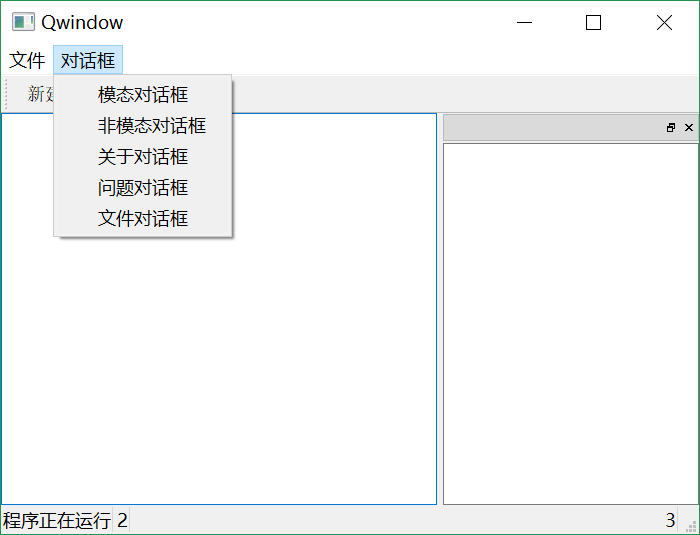 Qwindow
文件 对话框
新建
模态对话框
非模态对话框
关于对话框
问题对话框
文件对话框
程序正在运行 2 3